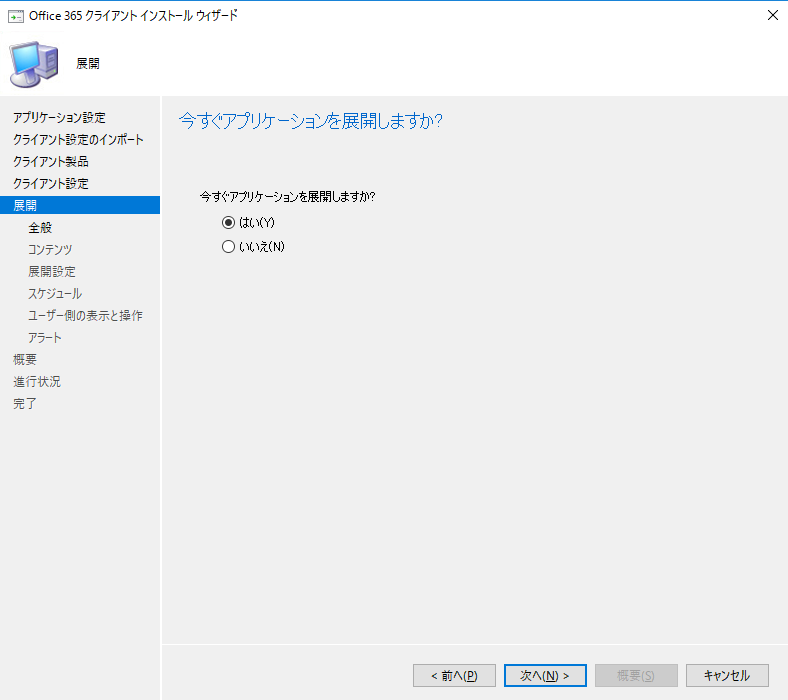 Office 365 クライアント インストール ウィザード
展開
アプリケーション設定
クライアント設定のインポート
クライアント製品
クライアント設定
展開
全般
コンテンツ
展開設定
スケジュール
ユーザー側の表示と操作
アラート
概要
進行状況
完了
今すぐアプリケーションを展開しますか?
今すぐアプリケーションを展開しますか?
はい(Y)
いいえ(N)
< 前へ(P)
次へ(N) >
概要(S)
キャンセル